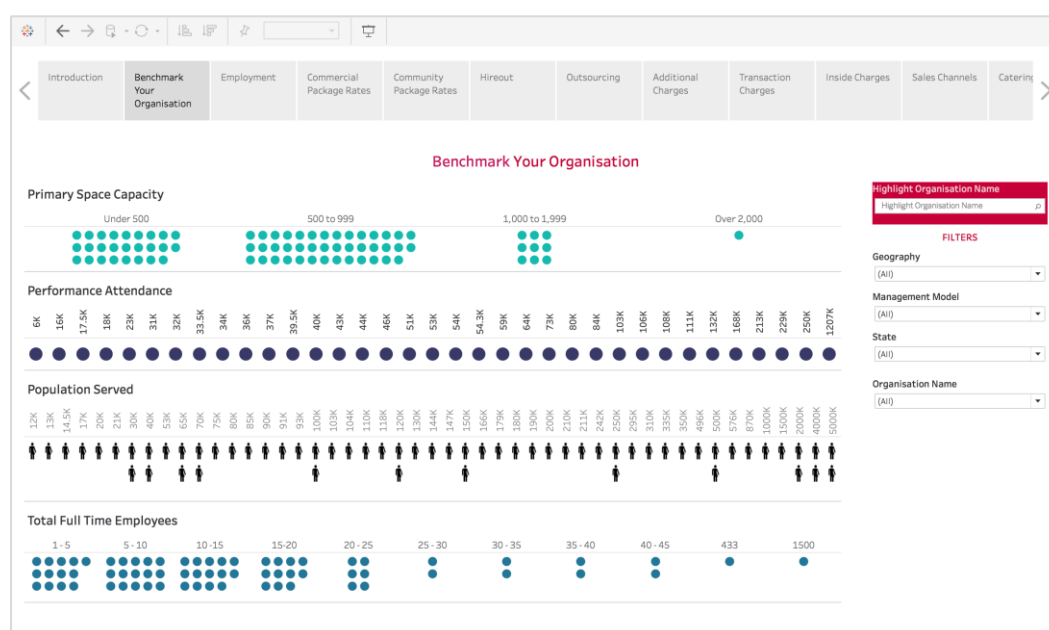 Introduction
Benchmark
Your
Organisation
Employment
Commercial
Package Rates
Community
Package Rates
Hireout
Outsourcing
Additional
Charges
Transaction
Charges
Inside Charges
Sales Channels
Catering
Benchmark Your Organisation
Primary Space Capacity
Under 500 500 to 999 1,000 to 1,999 Over 2,000
Performance Attendance
6K 16K 17.5K 18K 23K 31K 32K 33.5K 34K 36K 37K 39.5K 40K 43K 44K 46K 51K 53K 54K 54.3K 59K 64K 73K 80K 84K 103K 106K 108K 111K 132K 168K 213K 229K 250K 1207K
Population Served
12K 13K 14.5K 17K 20K 21K 30K 40K 53K 65K 70K 75K 80K 85K 90K 91K 93K 100K 103K 104K 110K 118K 120K 130K 144K 147K 150K 166K 179K 180K 190K 200K 210K 211K 242K 250K 295K 310K 335K 350K 496K 500K 576K 870K 1000K 1500K 2000K 4000K 5000K
Total Full Time Employees
1 - 5 5 - 10 10 -15 15-20 20 - 25 25 - 30 30 - 35 35 - 40 40 - 45 433 1500
Highlight Organisation Name
Highlight Organisation Name
FILTERS
Geography
(All)
Management Model
(All)
State
(All)
Organisation Name
(All)